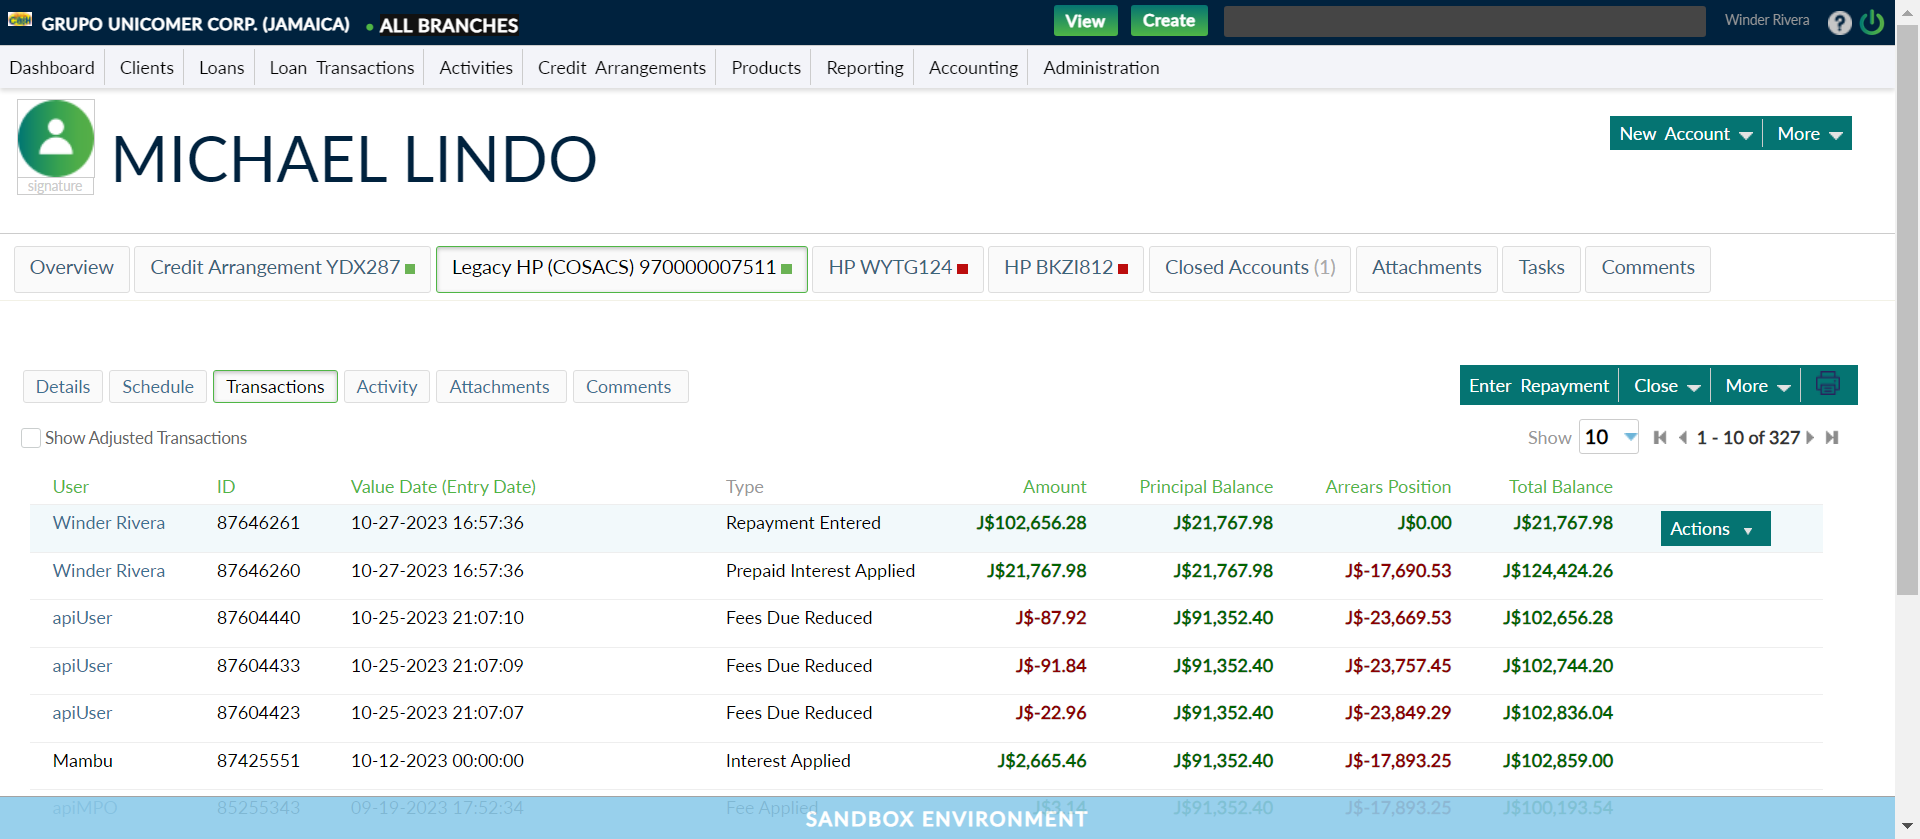 CasH GRUPO UNICOMER CORP. (JAMAICA) • ALL BRANCHES View Create Winder Rivera ?
Dashboard Clients Loans Loan Transactions Activities Credit Arrangements Products Reporting Accounting Administration
MICHAEL LINDO
New Account More
signature
Overview Credit Arrangement YDX287 Legacy HP (COSACS) 970000007511 HP WYTG124 HP BKZI812 Closed Accounts (1) Attachments Tasks Comments
Details Schedule Transactions Activity Attachments Comments Enter Repayment Close More
Show Adjusted Transactions Show 10 1 - 10 of 327
User ID Value Date (Entry Date) Type Amount Principal Balance Arrears Position Total Balance
Winder Rivera 87646261 10-27-2023 16:57:36 Repayment Entered J$102,656.28 J$21,767.98 J$0.00 J$21,767.98 Actions
Winder Rivera 87646260 10-27-2023 16:57:36 Prepaid Interest Applied J$21,767.98 J$21,767.98 J$-17,690.53 J$124,424.26
apiUser 87604440 10-25-2023 21:07:10 Fees Due Reduced J$-87.92 J$91,352.40 J$-23,669.53 J$102,656.28
apiUser 87604433 10-25-2023 21:07:09 Fees Due Reduced J$-91.84 J$91,352.40 J$-23,757.45 J$102,744.20
apiUser 87604423 10-25-2023 21:07:07 Fees Due Reduced J$-22.96 J$91,352.40 J$-23,849.29 J$102,836.04
Mambu 87425551 10-12-2023 00:00:00 Interest Applied J$2,665.46 J$91,352.40 J$-17,893.25 J$102,859.00
apiMPO 85255343 09-19-2023 17:52:34 Fee Applied J$3.14 J$91,352.40 J$-17,893.25 J$100,193.54
SANDBOX ENVIRONMENT